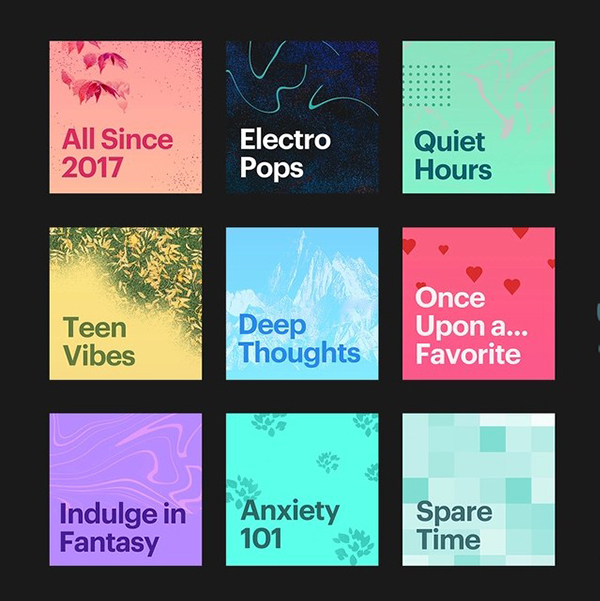 All Since
2017
Electro
Pops
Quiet
Hours
Teen
Vibes
Deep
Thoughts
Once
Upon a...
Favorite
Indulge in
Fantasy
Anxiety
101
Spare
Time